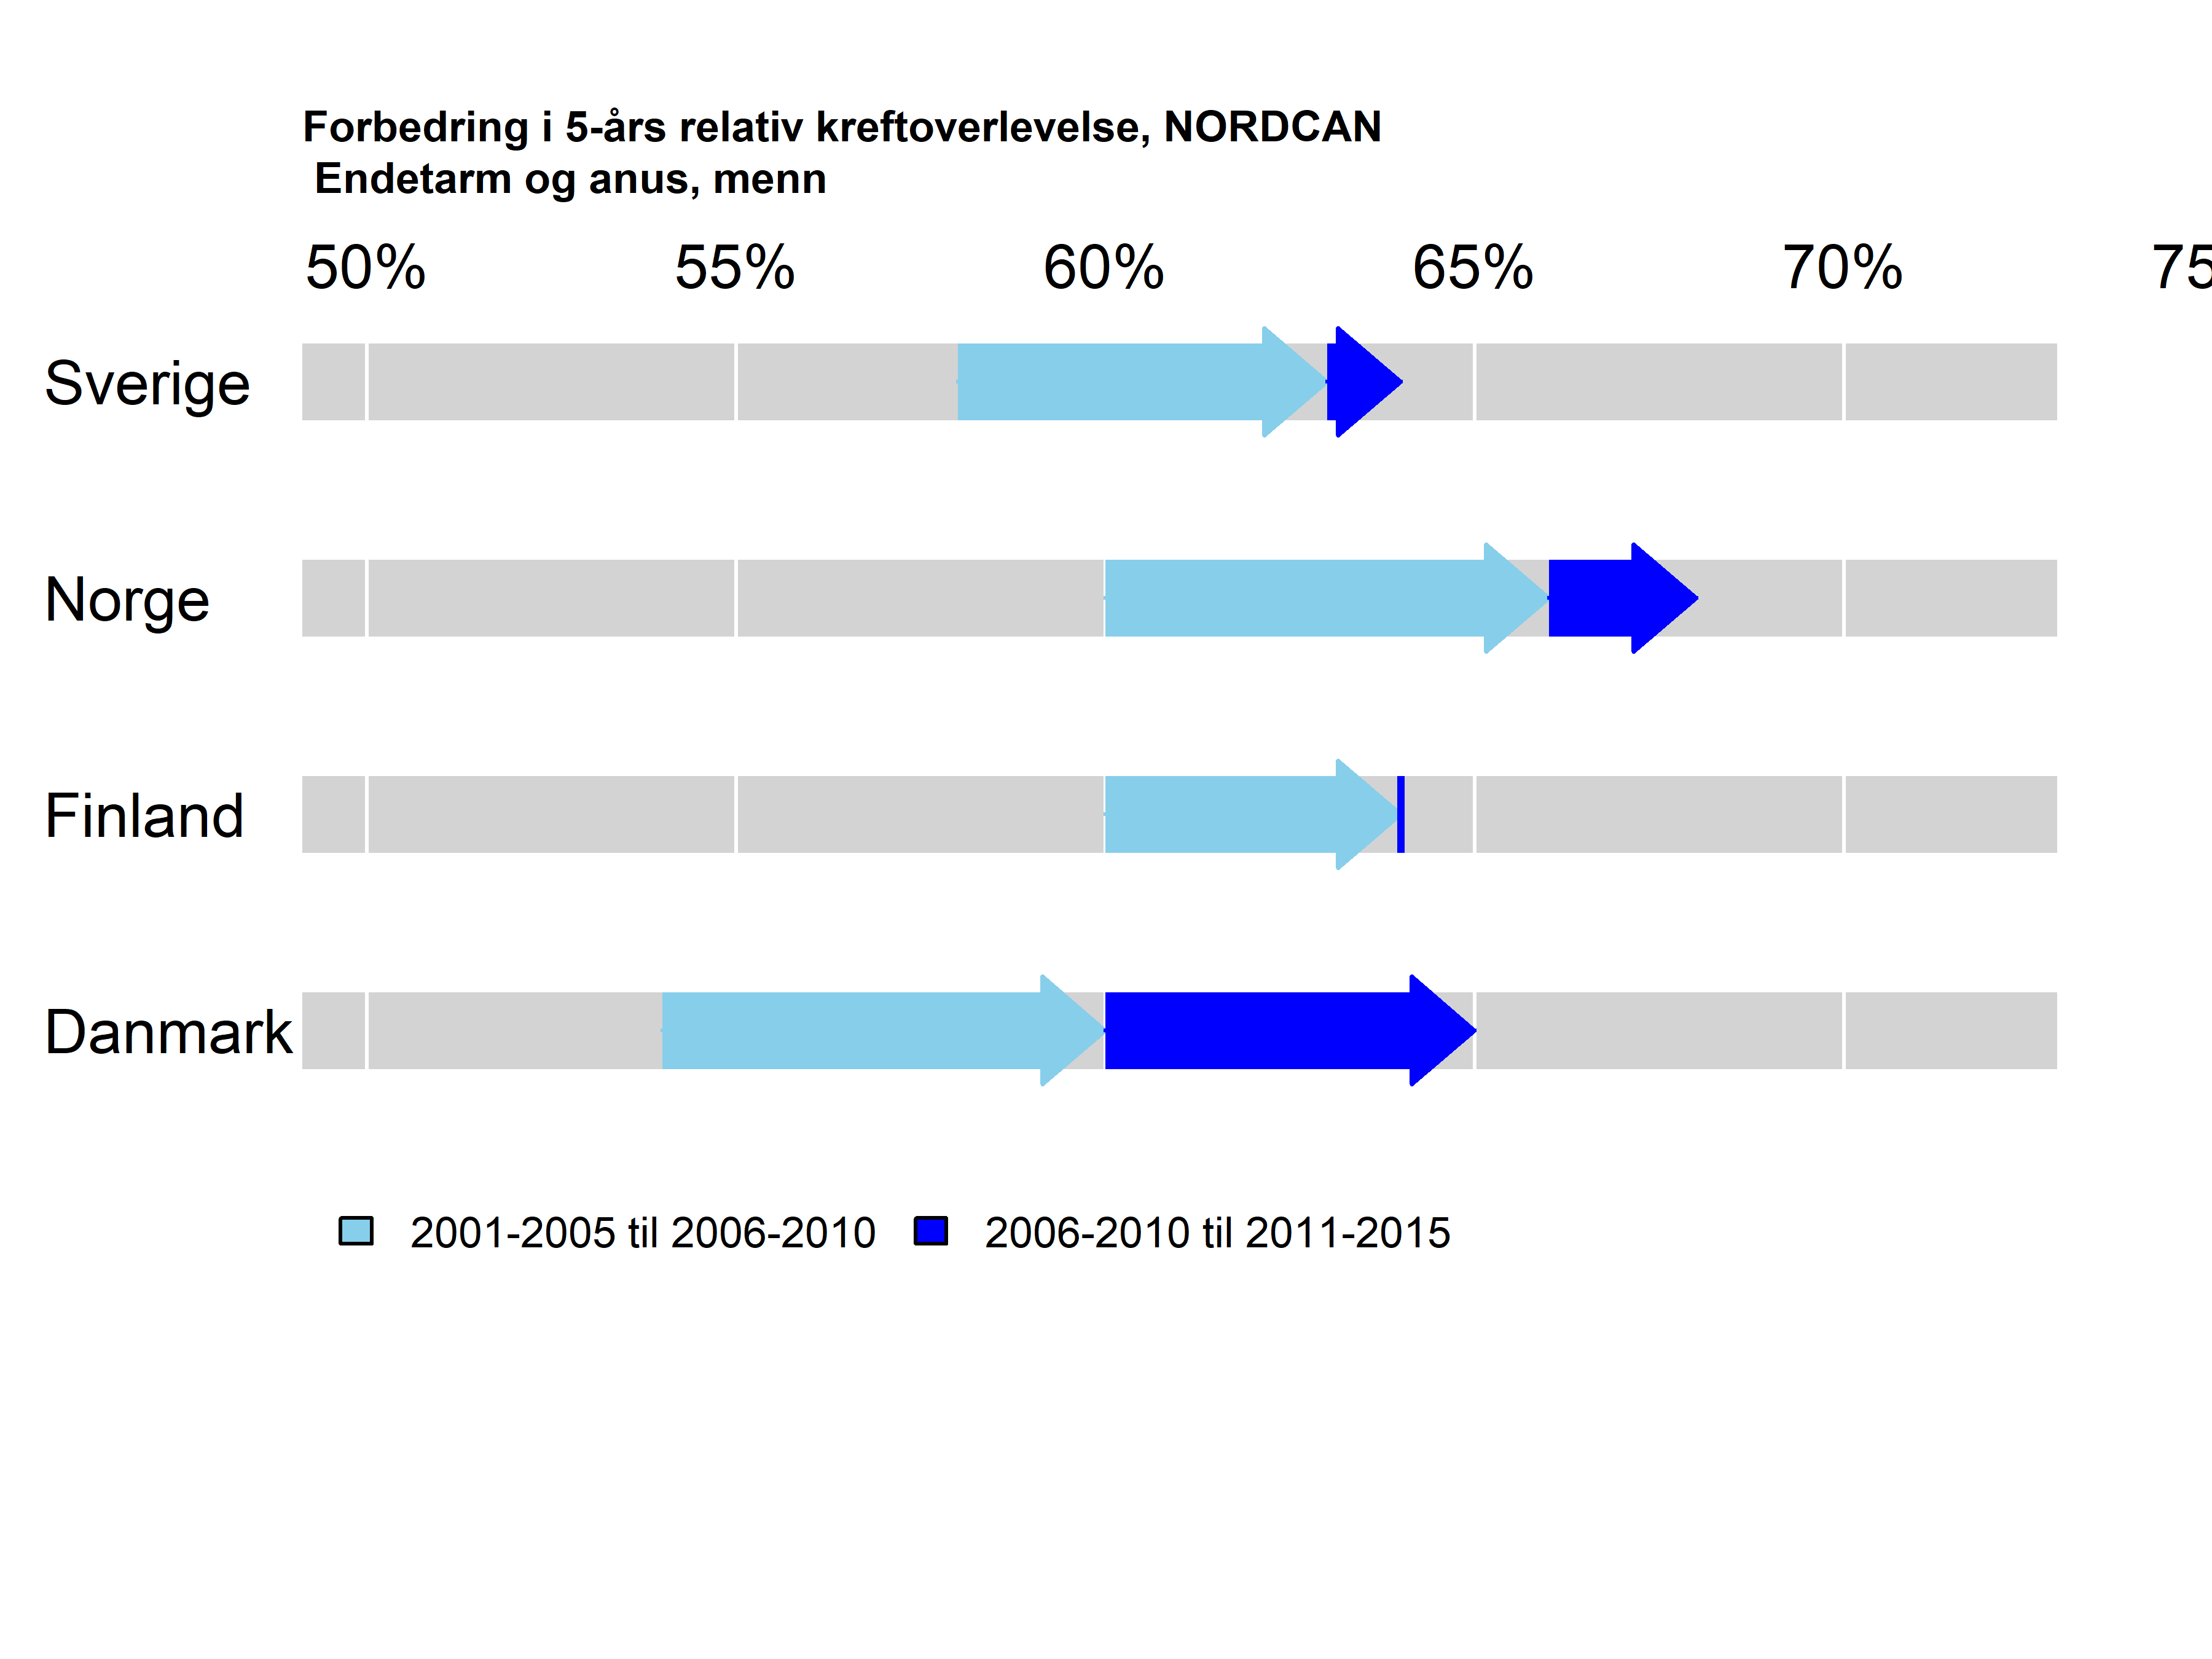 Forbedring i 5-års relativ kreftoverlevelse, NORDCAN
Endetarm og anus, menn
50% 55% 60% 65% 70% 75
Sverige
Norge
Finland
Danmark
2001-2005 til 2006-2010 2006-2010 til 2011-2015